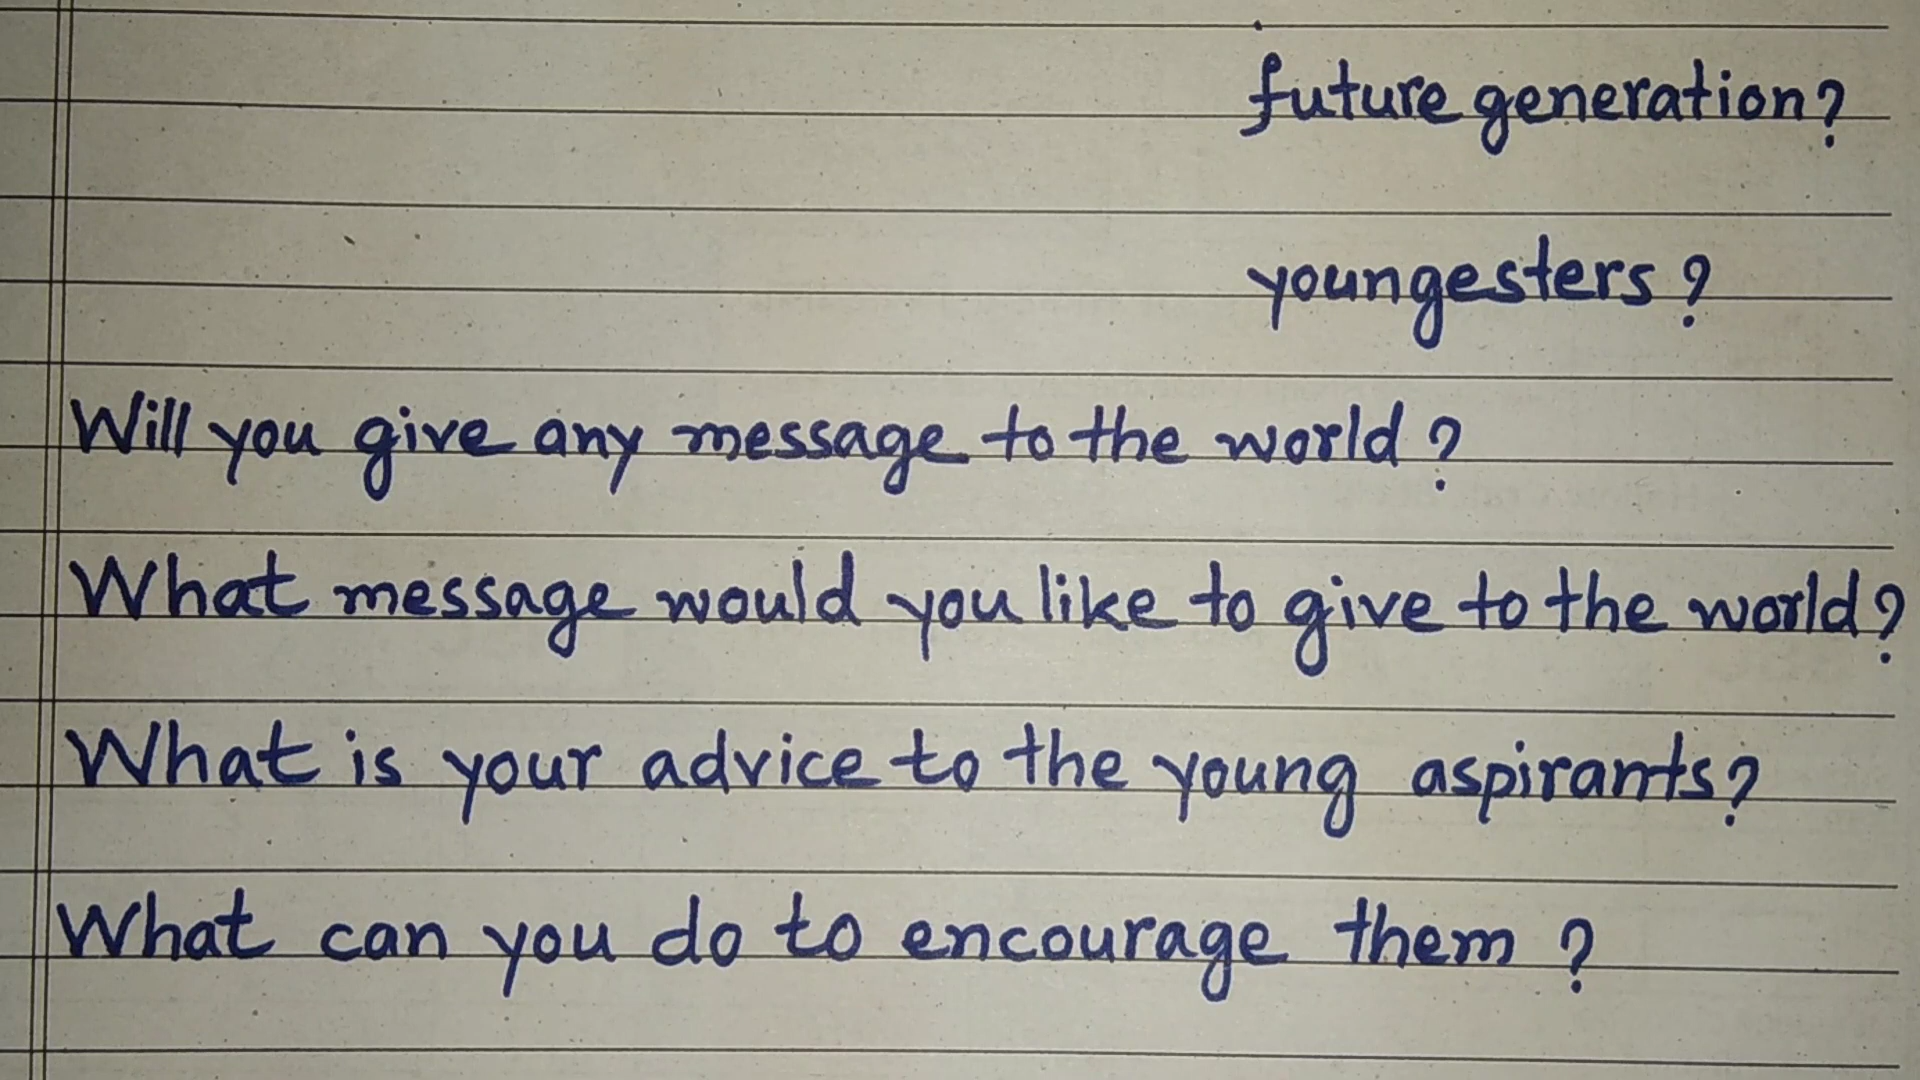 future generation?
youngesters?
Will you give any message to the world?
What message would you like to give to the world?
What is your advice to the young aspirants?
What can you do to encourage them?